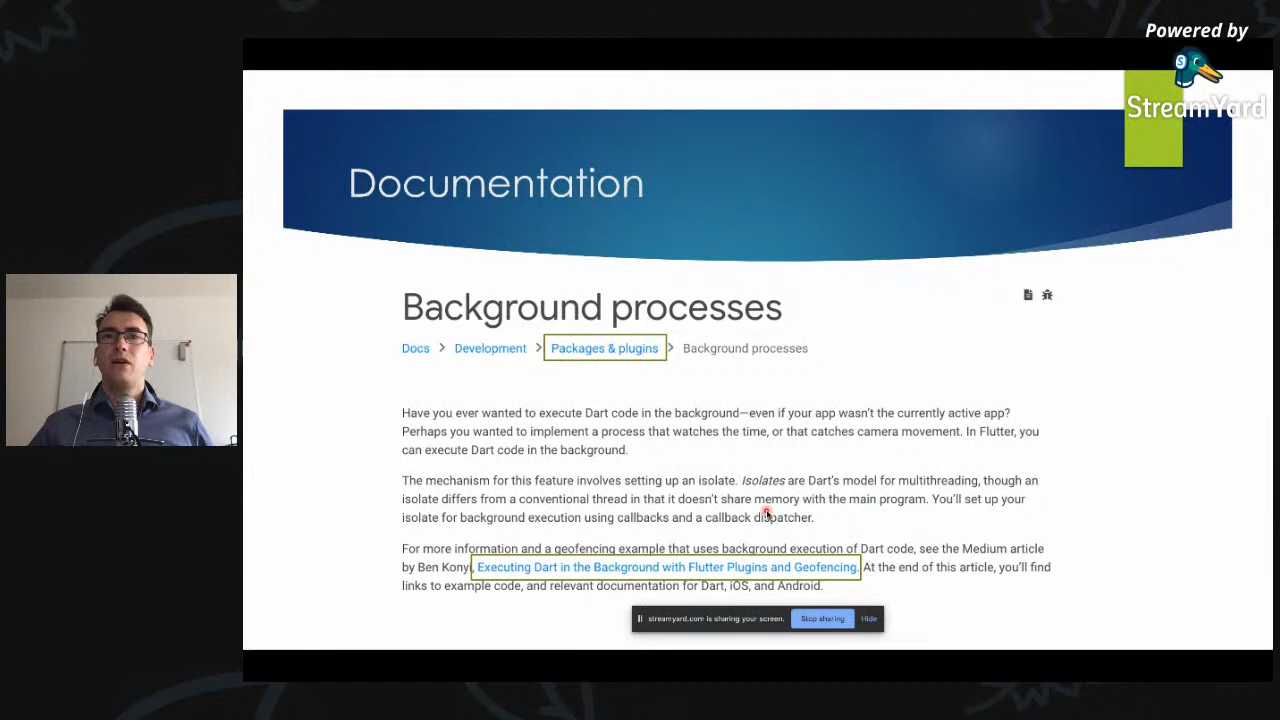 Powered by
StreamYard
Documentation
Background processes
Docs > Development > Packages & plugins > Background processes
Have you ever wanted to execute Dart code in the background—even if your app wasn't the currently active app?
Perhaps you wanted to implement a process that watches the time, or that catches camera movement. In Flutter, you
can execute Dart code in the background.
The mechanism for this feature involves setting up an isolate. Isolates are Dart's model for multithreading, though an
isolate differs from a conventional thread in that it doesn't share memory with the main program. You'll set up your
isolate for background execution using callbacks and a callback dispatcher.
For more information and a geofencing example that uses background execution of Dart code, see the Medium article
by Ben Konyi, Executing Dart in the Background with Flutter Plugins and Geofencing. At the end of this article, you'll find
links to example code, and relevant documentation for Dart, iOS, and Android.
streamyard.com is sharing your screen. Stop sharing Hide